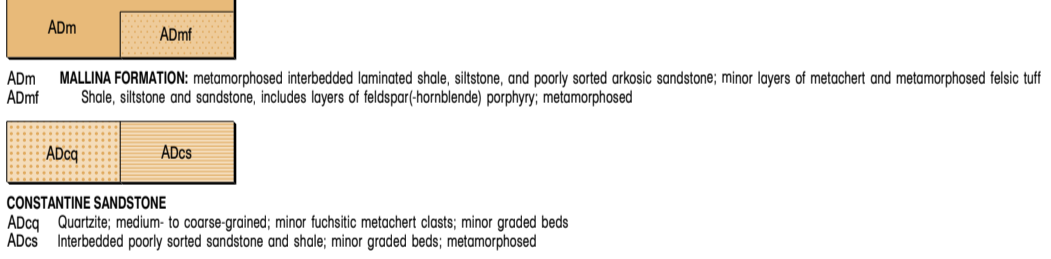 ADm
ADmf
ADm MALLINA FORMATION: metamorphosed interbedded laminated shale, siltstone, and poorly sorted arkosic sandstone; minor layers of metachert and metamorphosed felsic tuff
ADmf Shale, siltstone and sandstone, includes layers of feldspar(-hornblende) porphyry; metamorphosed
ADcq
ADcs
CONSTANTINE SANDSTONE
ADcq Quartzite; medium- to coarse-grained; minor fuchsitic metachert clasts; minor graded beds
ADcs Interbedded poorly sorted sandstone and shale; minor graded beds; metamorphosed